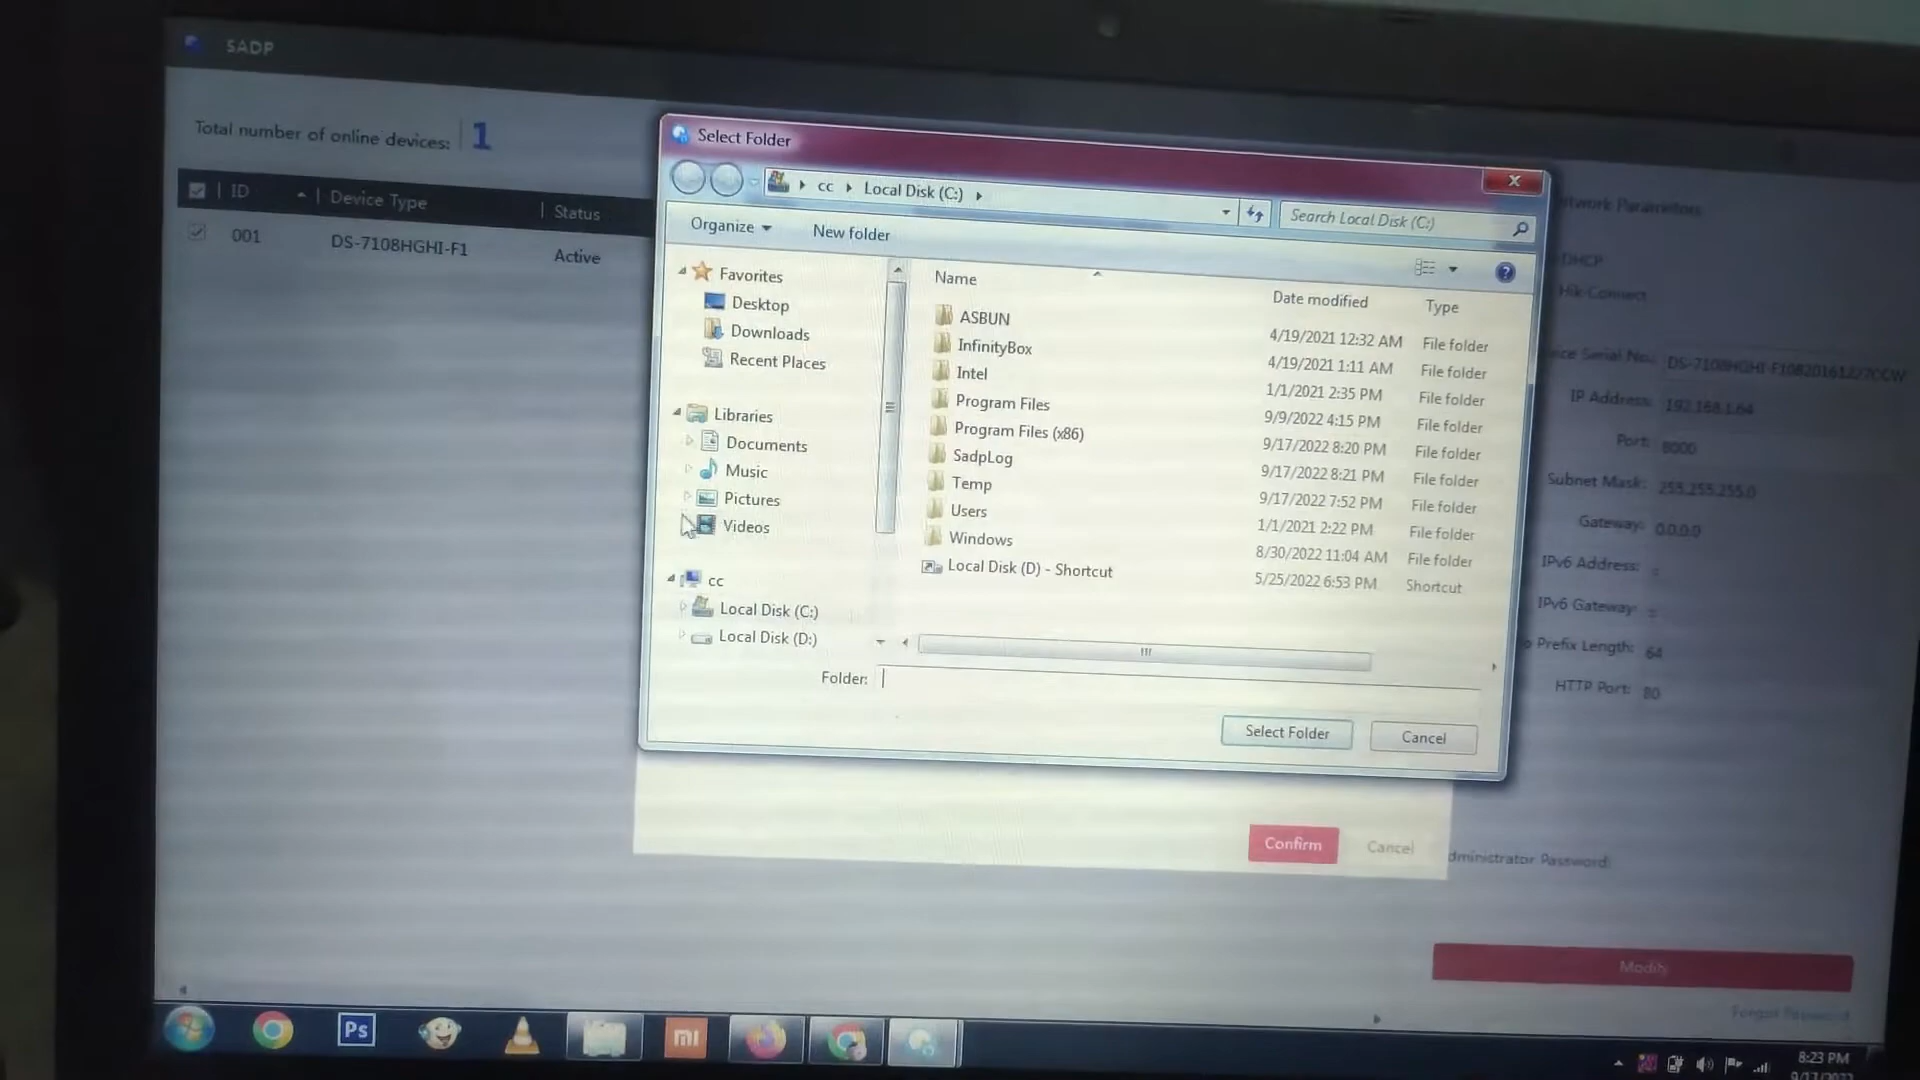 SADP
Total number of online devices: 1
ID Device Type Status
001 DS-7108HGHI-F1 Active
Select Folder
cc Local Disk (C:)
Search Local Disk (C:)
Organize New folder
Favorites
Desktop
Downloads
Recent Places
Libraries
Documents
Music
Pictures
Videos
cc
Local Disk (C:)
Local Disk (D:)
Name Date modified Type
ASBUN 4/19/2021 12:32 AM File folder
InfinityBox 4/19/2021 1:11 AM File folder
Intel 1/1/2021 2:35 PM File folder
Program Files 9/9/2022 4:15 PM File folder
Program Files (x86) 9/17/2022 8:20 PM File folder
SadpLog 9/17/2022 8:21 PM File folder
Temp 9/17/2022 7:52 PM File folder
Users 1/1/2021 2:22 PM File folder
Windows 8/30/2022 11:04 AM File folder
Local Disk (D) - Shortcut 5/25/2022 6:53 PM Shortcut
Folder:
Select Folder Cancel
Confirm Cancel
Parameters
DHCP
Hik-Connect
Serial No.:
IP Address: 192.168.1.64
Port: 8000
Subnet Mask: 255.255.255.0
Gateway: 0.0.0.0
IPv6 Address: ::
IPv6 Gateway: ::
Prefix Length: 64
HTTP Port: 80
dministrator Password
Modify
Forgot Password
Ps
mi
8:23 PM